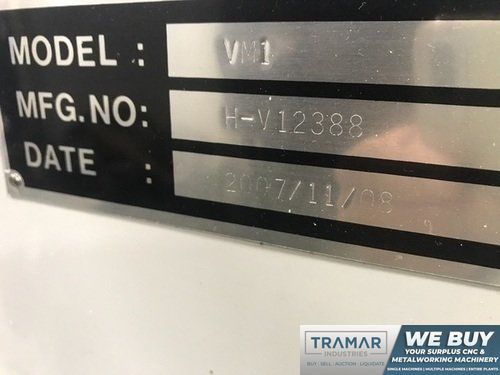 MODEL : VM1
MFG.NO: H-V12388
DATE : 2007/11/08
TRAMAR
INDUSTRIES
BUY | SELL | AUCTION | LIQUIDATE
WE BUY
YOUR SURPLUS CNC &
METALWORKING MACHINERY
SINGLE MACHINES | MULTIPLE MACHINES | ENTIRE PLANTS